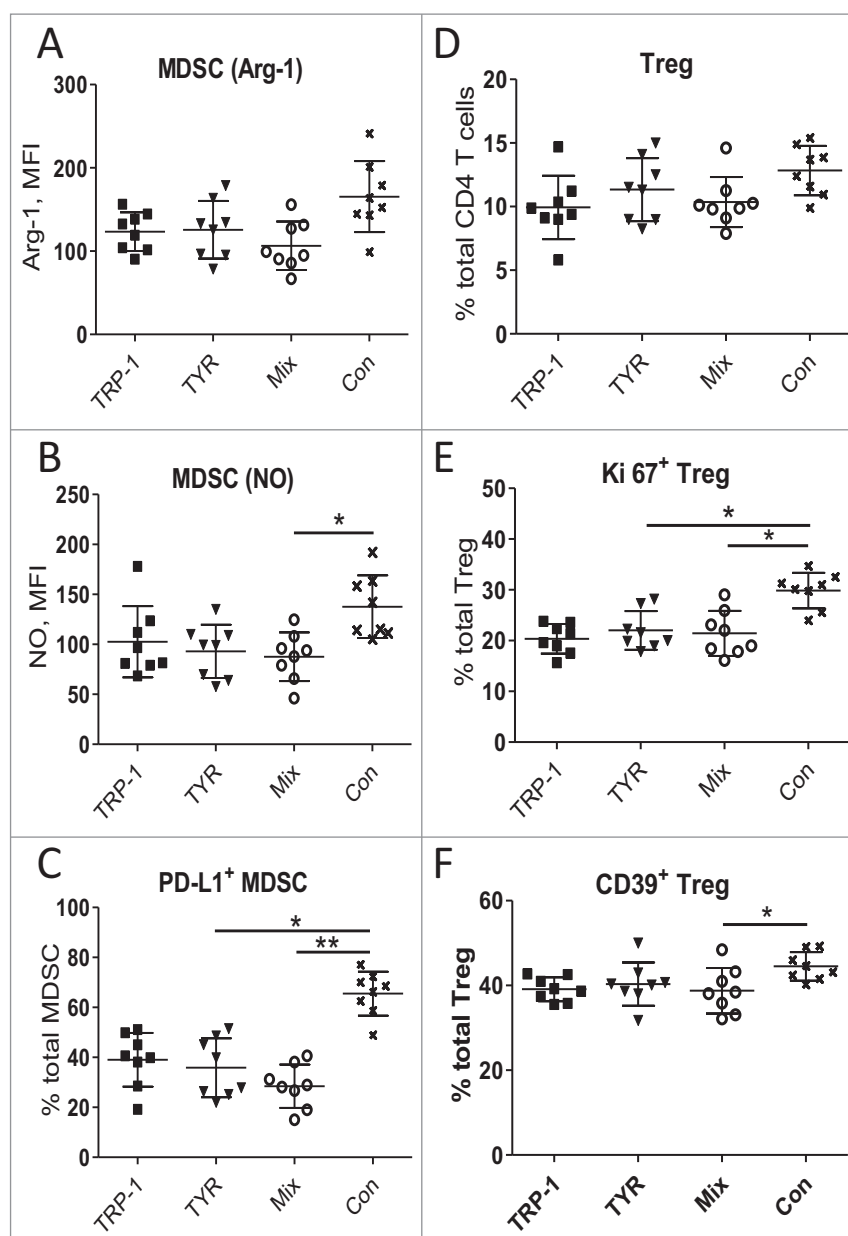 A
MDSC (Arg-1)
Arg-1, MFI
300
200
100
0
TRP-1
TYR
Mix
Con
B
MDSC (NO)
NO, MFI
250
200
150
100
50
0
*
TRP-1
TYR
Mix
Con
C
PD-L1⁺ MDSC
% total MDSC
100
80
60
40
20
0
*
**
TRP-1
TYR
Mix
Con
D
Treg
% total CD4 T cells
20
15
10
5
0
TRP-1
TYR
Mix
Con
E
Ki 67⁺ Treg
% total Treg
50
40
30
20
10
0
*
*
TRP-1
TYR
Mix
Con
F
CD39⁺ Treg
% total Treg
60
40
20
0
*
TRP-1
TYR
Mix
Con